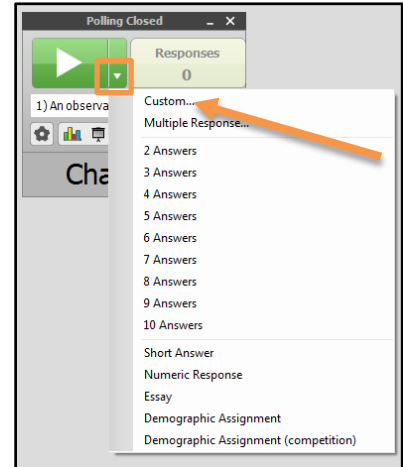 Polling Closed
Responses
0
1) An observa
Custom...
Multiple Response...
2 Answers
3 Answers
4 Answers
5 Answers
6 Answers
7 Answers
8 Answers
9 Answers
10 Answers
Cha
Short Answer
Numeric Response
Essay
Demographic Assignment
Demographic Assignment (competition)